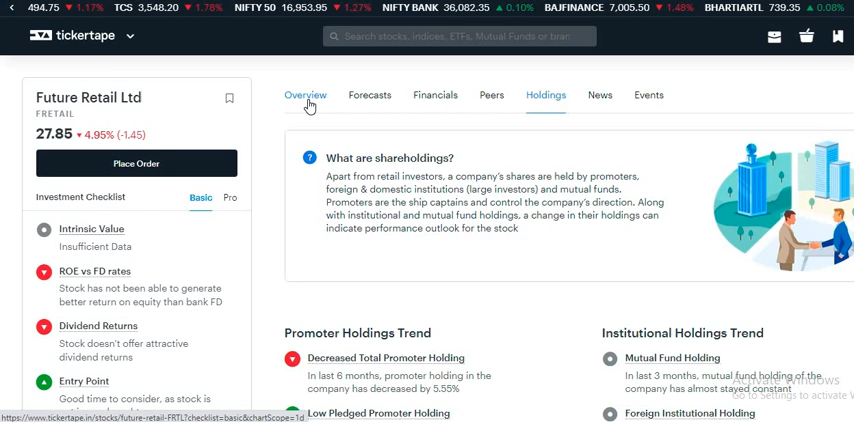 494.75 ▼ 1.17% TCS 3,548.20 ▼ 1.78% NIFTY 50 16,953.95 ▼ 1.27% NIFTY BANK 36,082.35 ▲ 0.10% BAJFINANCE 7,005.50 ▼ 1.48% BHARTIARTL 739.35 ▲ 0.08%
tickertape
Search stocks, indices, ETFs, Mutual Funds or bran
Future Retail Ltd
FRETAIL
27.85 ▼ 4.95% (-1.45)
Place Order
Investment Checklist Basic Pro
Intrinsic Value
Insufficient Data
ROE vs FD rates
Stock has not been able to generate
better return on equity than bank FD
Dividend Returns
Stock doesn't offer attractive
dividend returns
Entry Point
Good time to consider, as stock is
https://www.tickertape.in/stocks/future-retail-FRTL?checklist=basic&chartScope=1d
Overview Forecasts Financials Peers Holdings News Events
? What are shareholdings?
Apart from retail investors, a company's shares are held by promoters,
foreign & domestic institutions (large investors) and mutual funds.
Promoters are the ship captains and control the company's direction. Along
with institutional and mutual fund holdings, a change in their holdings can
indicate performance outlook for the stock
Promoter Holdings Trend
Decreased Total Promoter Holding
In last 6 months, promoter holding in the
company has decreased by 5.55%
Low Pledged Promoter Holding
Institutional Holdings Trend
Mutual Fund Holding
In last 3 months, mutual fund holding of the
company has almost stayed constant
Foreign Institutional Holding
Activate Windows
Go to Settings to activate W